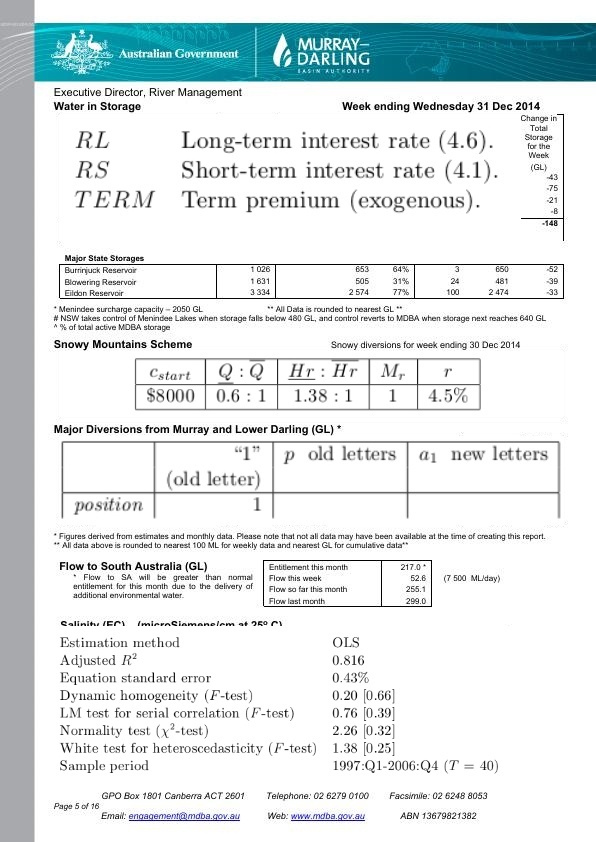 Australian Government
MURRAY–
DARLING
BASIN AUTHORITY
Executive Director, River Management
Water in Storage Week ending Wednesday 31 Dec 2014
Change in
Total
Storage
for the
Week
(GL)
RL Long-term interest rate (4.6).
RS Short-term interest rate (4.1).
TERM Term premium (exogenous).
-43
-75
-21
-8
-148
Major State Storages
Burrinjuck Reservoir 1 026 653 64% 3 650 -52
Blowering Reservoir 1 631 505 31% 24 481 -39
Eildon Reservoir 3 334 2 574 77% 100 2 474 -33
* Menindee surcharge capacity – 2050 GL ** All Data is rounded to nearest GL **
# NSW takes control of Menindee Lakes when storage falls below 480 GL, and control reverts to MDBA when storage next reaches 640 GL
^ % of total active MDBA storage
Snowy Mountains Scheme Snowy diversions for week ending 30 Dec 2014
c_start Q : Q̅ Hr : H̅r̅ M_r r
$8000 0.6 : 1 1.38 : 1 1 4.5%
Major Diversions from Murray and Lower Darling (GL) *
“1” p old letters a₁ new letters
(old letter)
position 1
* Figures derived from estimates and monthly data. Please note that not all data may have been available at the time of creating this report.
** All data above is rounded to nearest 100 ML for weekly data and nearest GL for cumulative data**
Flow to South Australia (GL)
* Flow to SA will be greater than normal
entitlement for this month due to the delivery of
additional environmental water.
Entitlement this month 217.0 *
Flow this week 52.6 (7 500 ML/day)
Flow so far this month 255.1
Flow last month 299.0
Salinity (EC) (microSiemens/cm at 25º C)
Estimation method OLS
Adjusted R² 0.816
Equation standard error 0.43%
Dynamic homogeneity (F-test) 0.20 [0.66]
LM test for serial correlation (F-test) 0.76 [0.39]
Normality test (χ²-test) 2.26 [0.32]
White test for heteroscedasticity (F-test) 1.38 [0.25]
Sample period 1997:Q1-2006:Q4 (T = 40)
GPO Box 1801 Canberra ACT 2601 Telephone: 02 6279 0100 Facsimile: 02 6248 8053
Page 5 of 16
Email: engagement@mdba.gov.au Web: www.mdba.gov.au ABN 13679821382